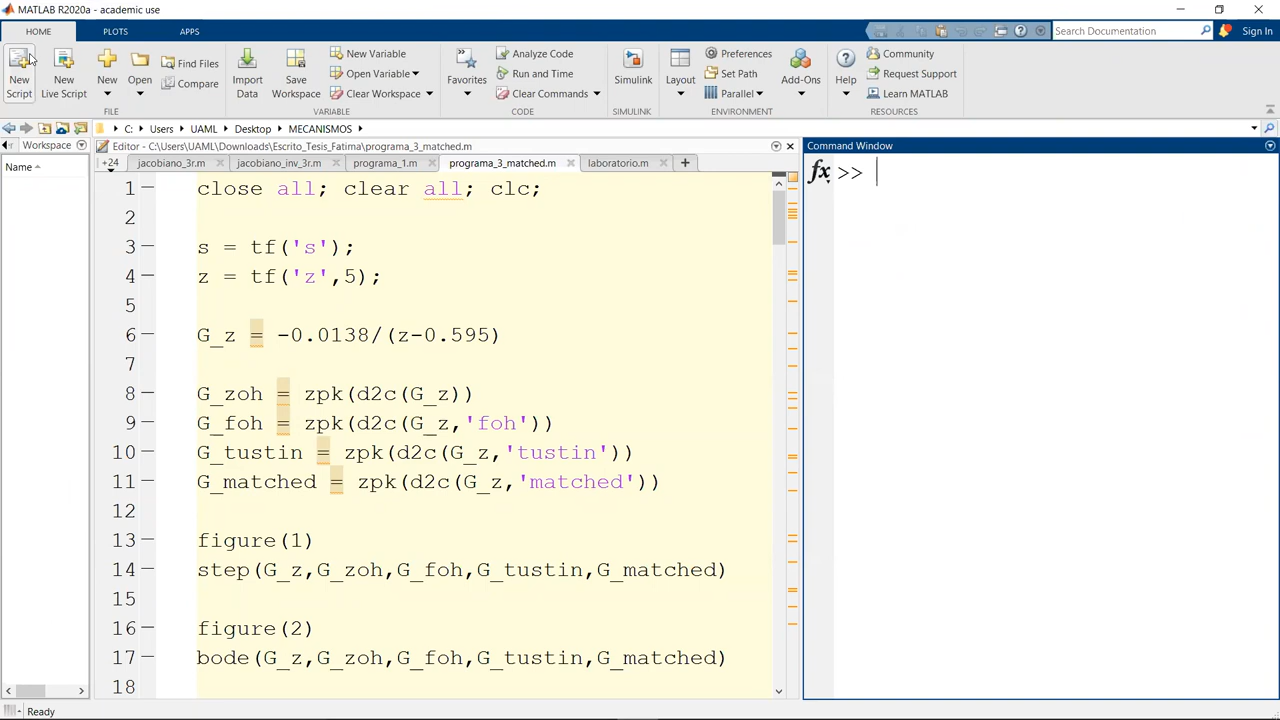 MATLAB R2020a - academic use
HOME PLOTS APPS
Search Documentation Sign In
New Script
New Live Script
New
Open
Find Files
Compare
FILE
Import Data
Save Workspace
New Variable
Open Variable
Clear Workspace
VARIABLE
Favorites
Analyze Code
Run and Time
Clear Commands
CODE
Simulink
SIMULINK
Layout
Preferences
Set Path
Parallel
Add-Ons
ENVIRONMENT
Help
Community
Request Support
Learn MATLAB
RESOURCES
C: Users UAML Desktop MECANISMOS
Workspace
Name
Editor - C:\Users\UAML\Downloads\Escrito_Tesis_Fatima\programa_3_matched.m
+24 jacobiano_3r.m jacobiano_inv_3r.m programa_1.m programa_3_matched.m laboratorio.m
1 close all; clear all; clc;
2
3 s = tf('s');
4 z = tf('z',5);
5
6 G_z = -0.0138/(z-0.595)
7
8 G_zoh = zpk(d2c(G_z))
9 G_foh = zpk(d2c(G_z,'foh'))
10 G_tustin = zpk(d2c(G_z,'tustin'))
11 G_matched = zpk(d2c(G_z,'matched'))
12
13 figure(1)
14 step(G_z,G_zoh,G_foh,G_tustin,G_matched)
15
16 figure(2)
17 bode(G_z,G_zoh,G_foh,G_tustin,G_matched)
18
Command Window
fx >>
Ready